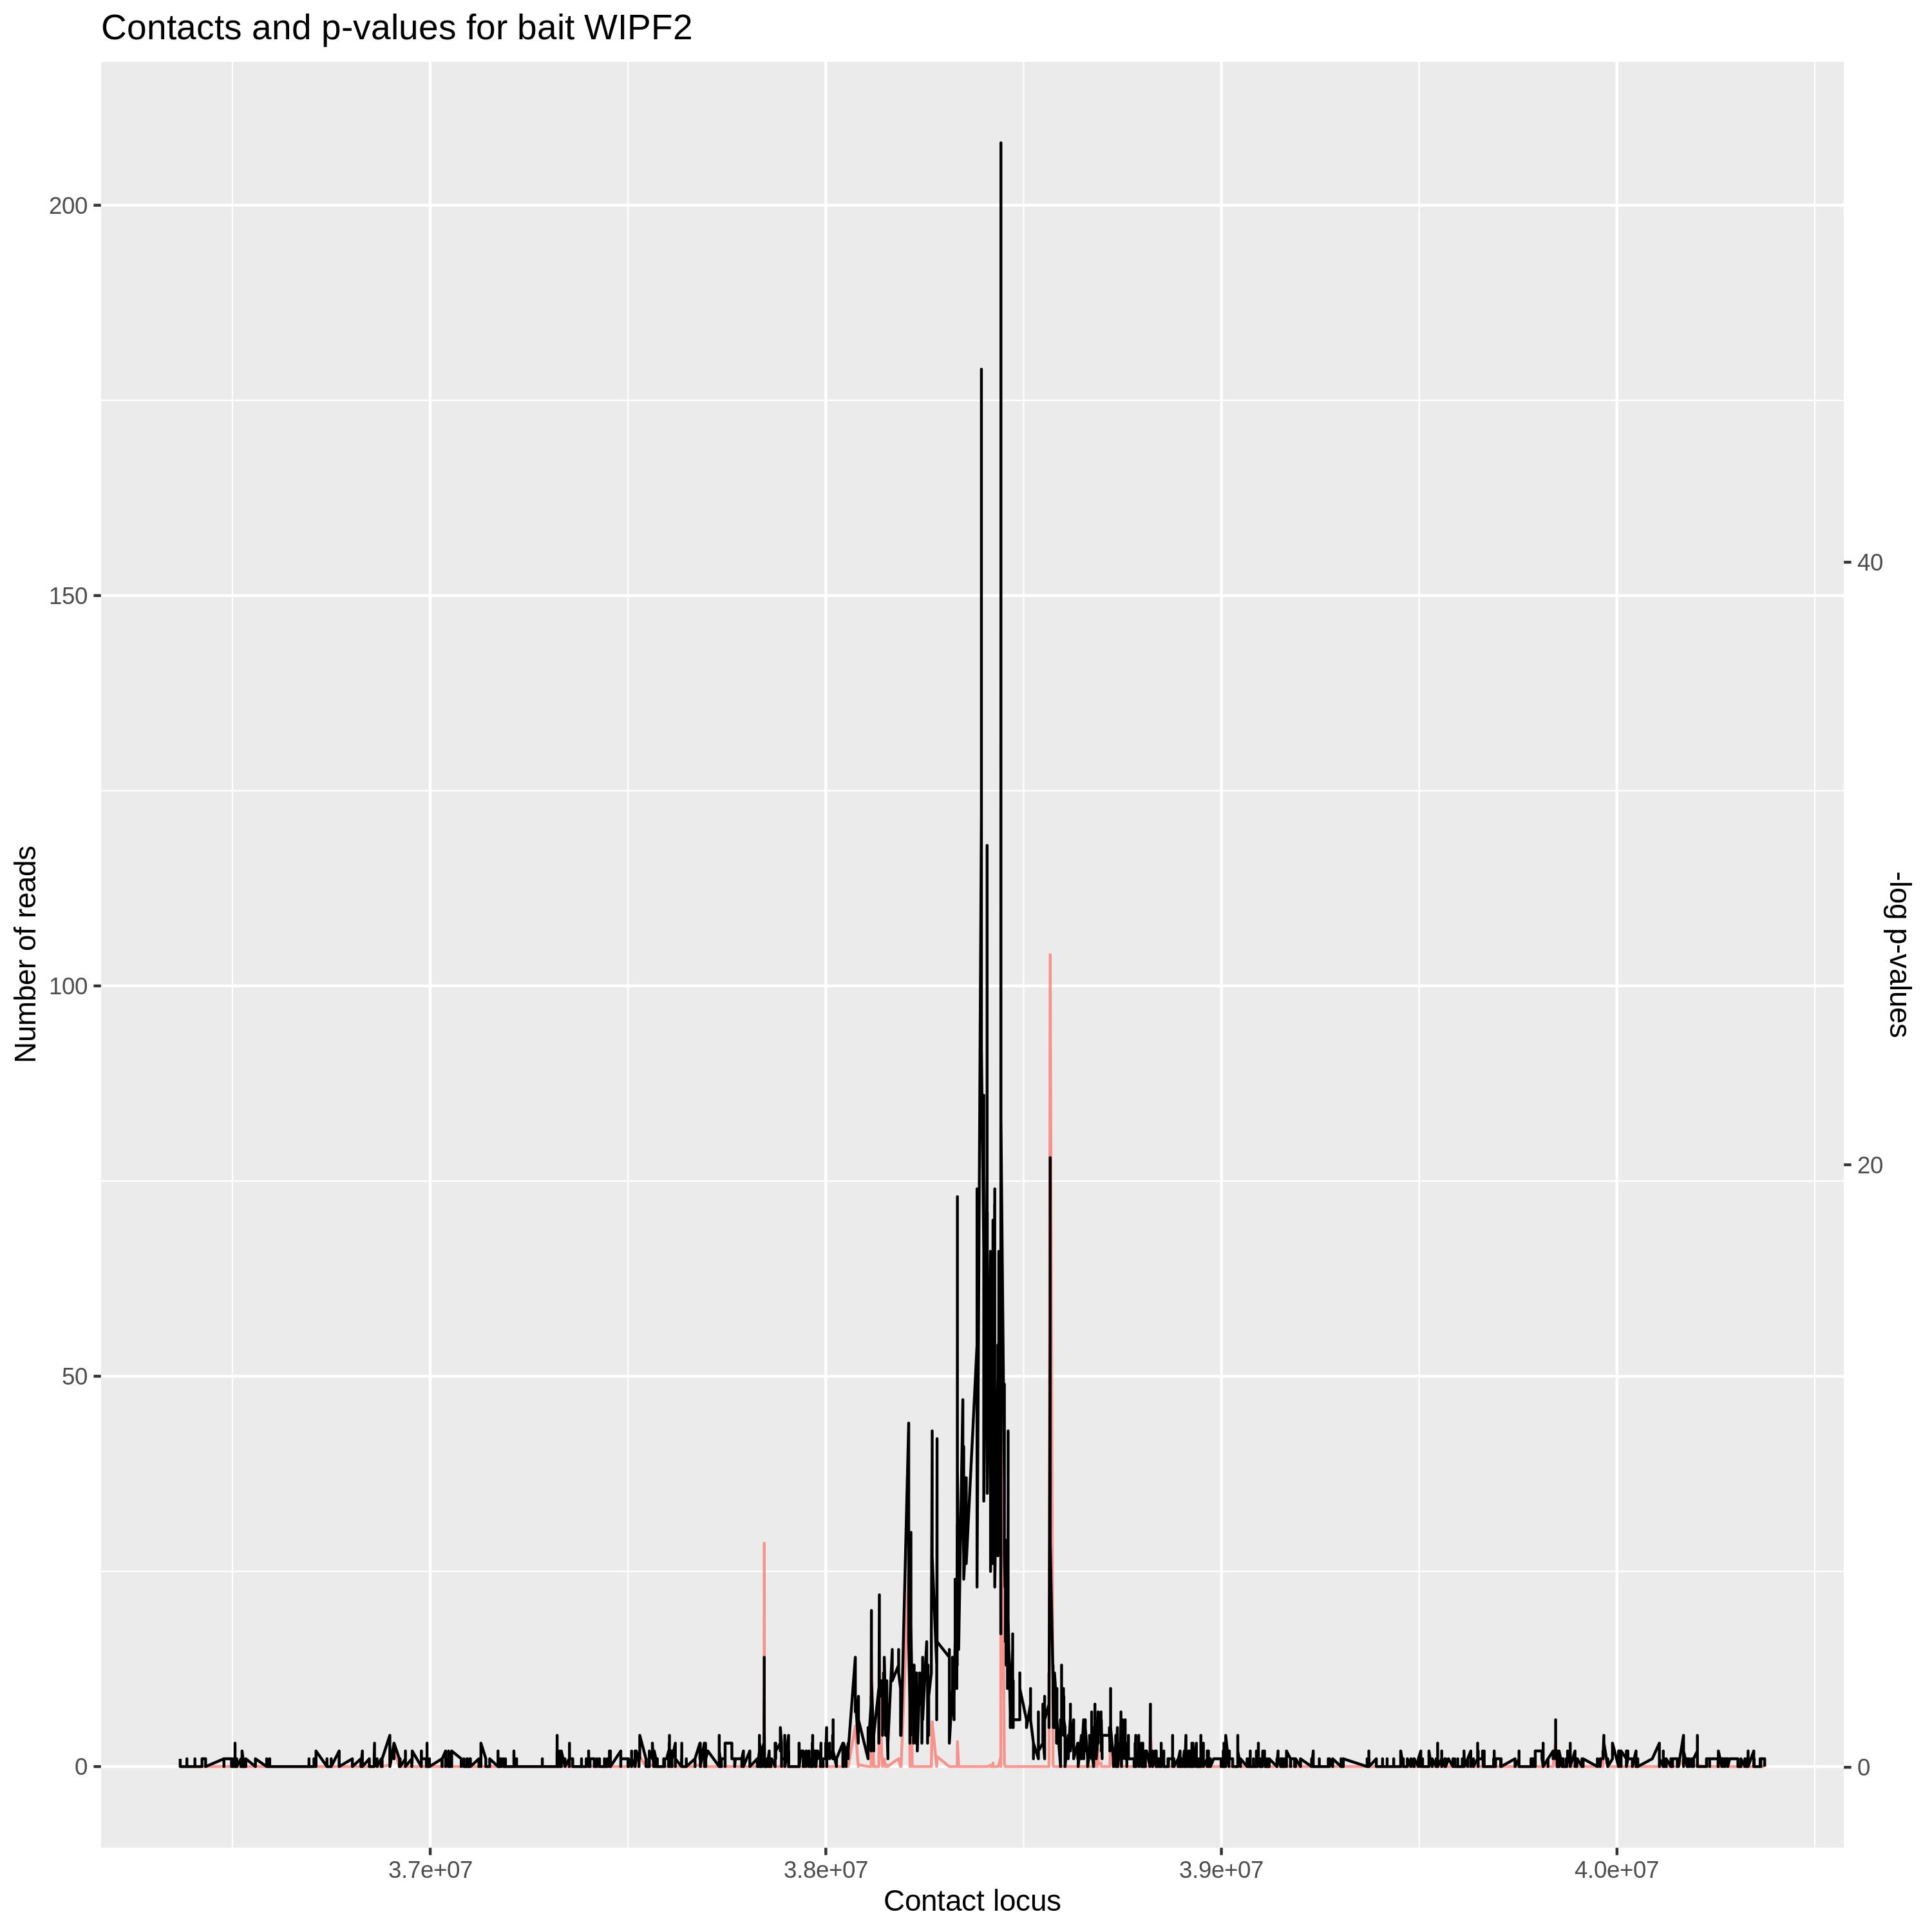 Contacts and p-values for bait WIPF2
200
150
100
50
0
Number of reads
40
20
0
-log p-values
3.7e+07 3.8e+07 3.9e+07 4.0e+07
Contact locus